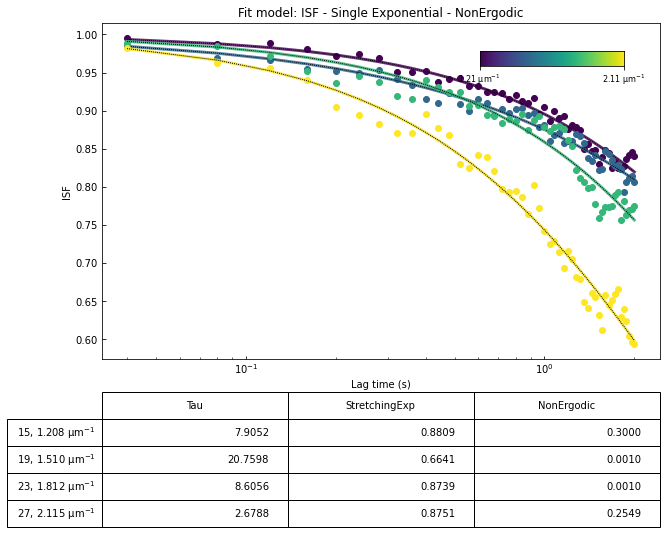 Fit model: ISF - Single Exponential - NonErgodic
1.00
0.95
0.90
0.85
0.80
0.75
0.70
0.65
0.60
ISF
21 μm⁻¹
2.11 μm⁻¹
10⁻¹
10⁰
Lag time (s)
Tau StretchingExp NonErgodic
15, 1.208 μm⁻¹ 7.9052 0.8809 0.3000
19, 1.510 μm⁻¹ 20.7598 0.6641 0.0010
23, 1.812 μm⁻¹ 8.6056 0.8739 0.0010
27, 2.115 μm⁻¹ 2.6788 0.8751 0.2549